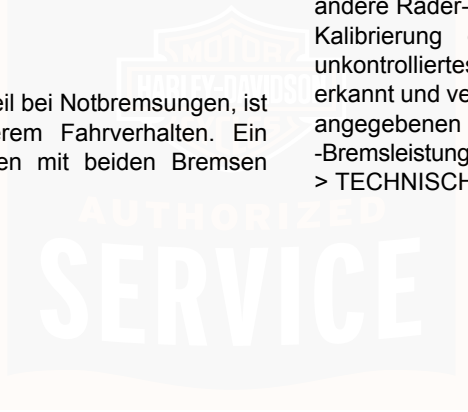 eil bei Notbremsungen, ist
erem Fahrverhalten. Ein
en mit beiden Bremsen
andere Räder-
Kalibrierung
unkontrolliertes
erkannt und ve
angegebenen
-Bremsleistung
> TECHNISCH
MOTOR
HARLEY-DAVIDSON
CYCLES
AUTHORIZED
SERVICE